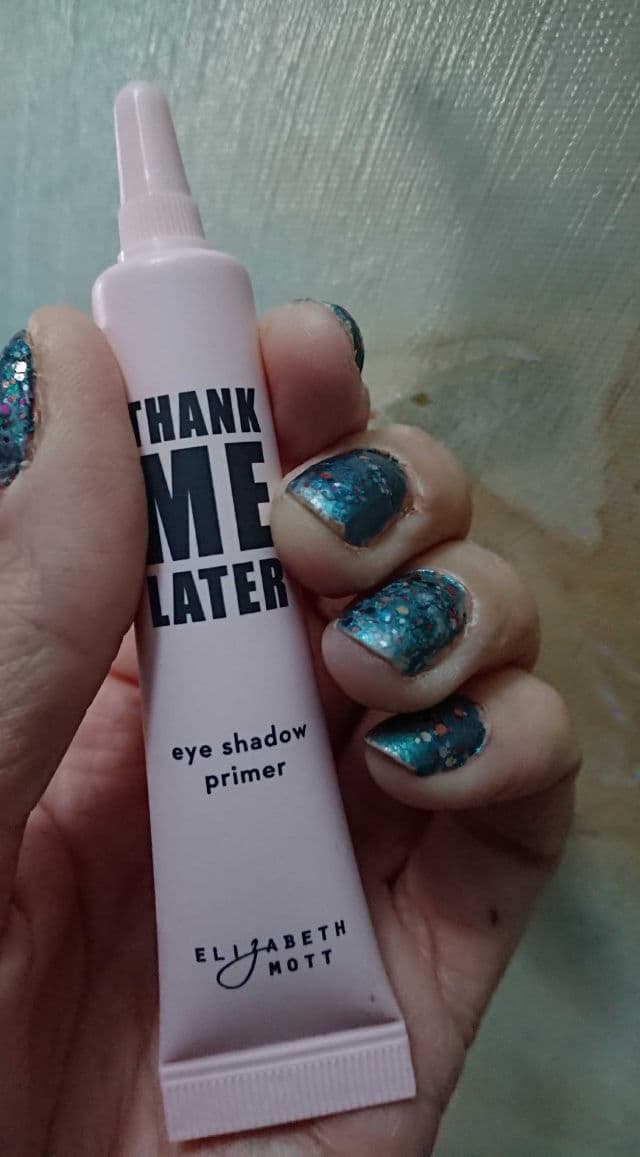 THANK
ME
LATER
eye shadow
primer
ELIZABETH
MOTT